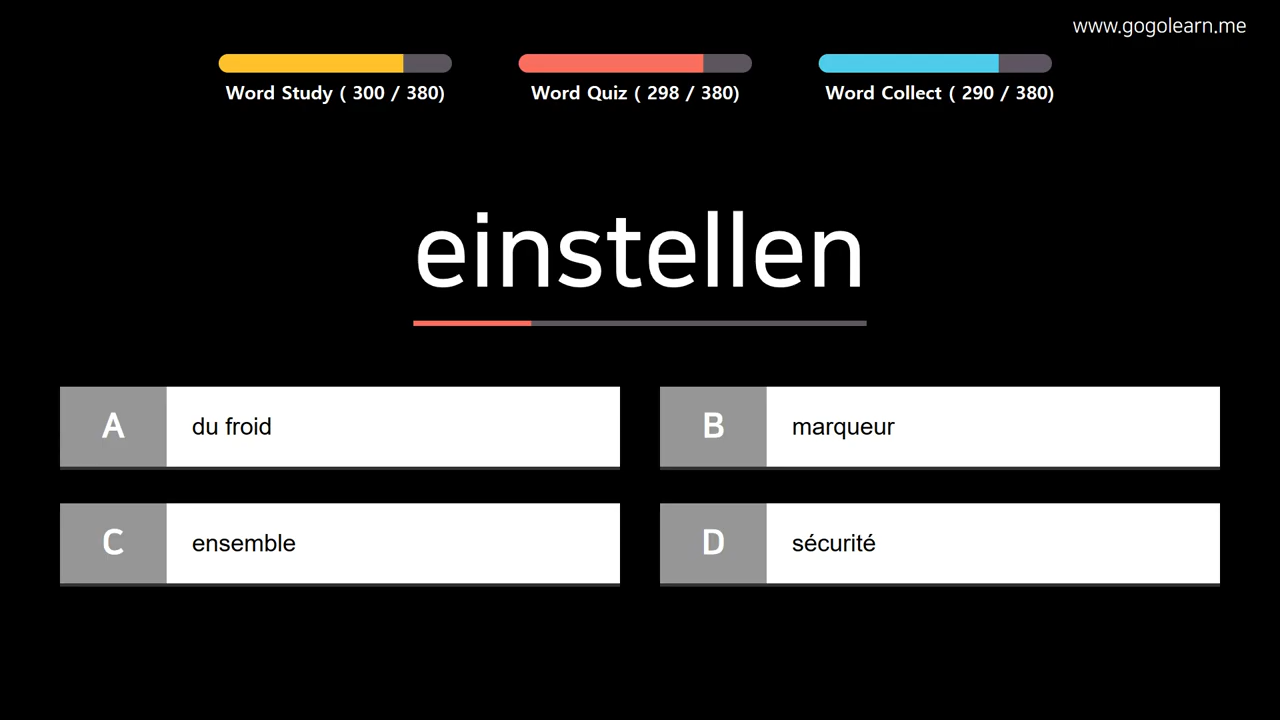 www.gogolearn.me
Word Study ( 300 / 380)
Word Quiz ( 298 / 380)
Word Collect ( 290 / 380)
einstellen
A du froid
B marqueur
C ensemble
D sécurité